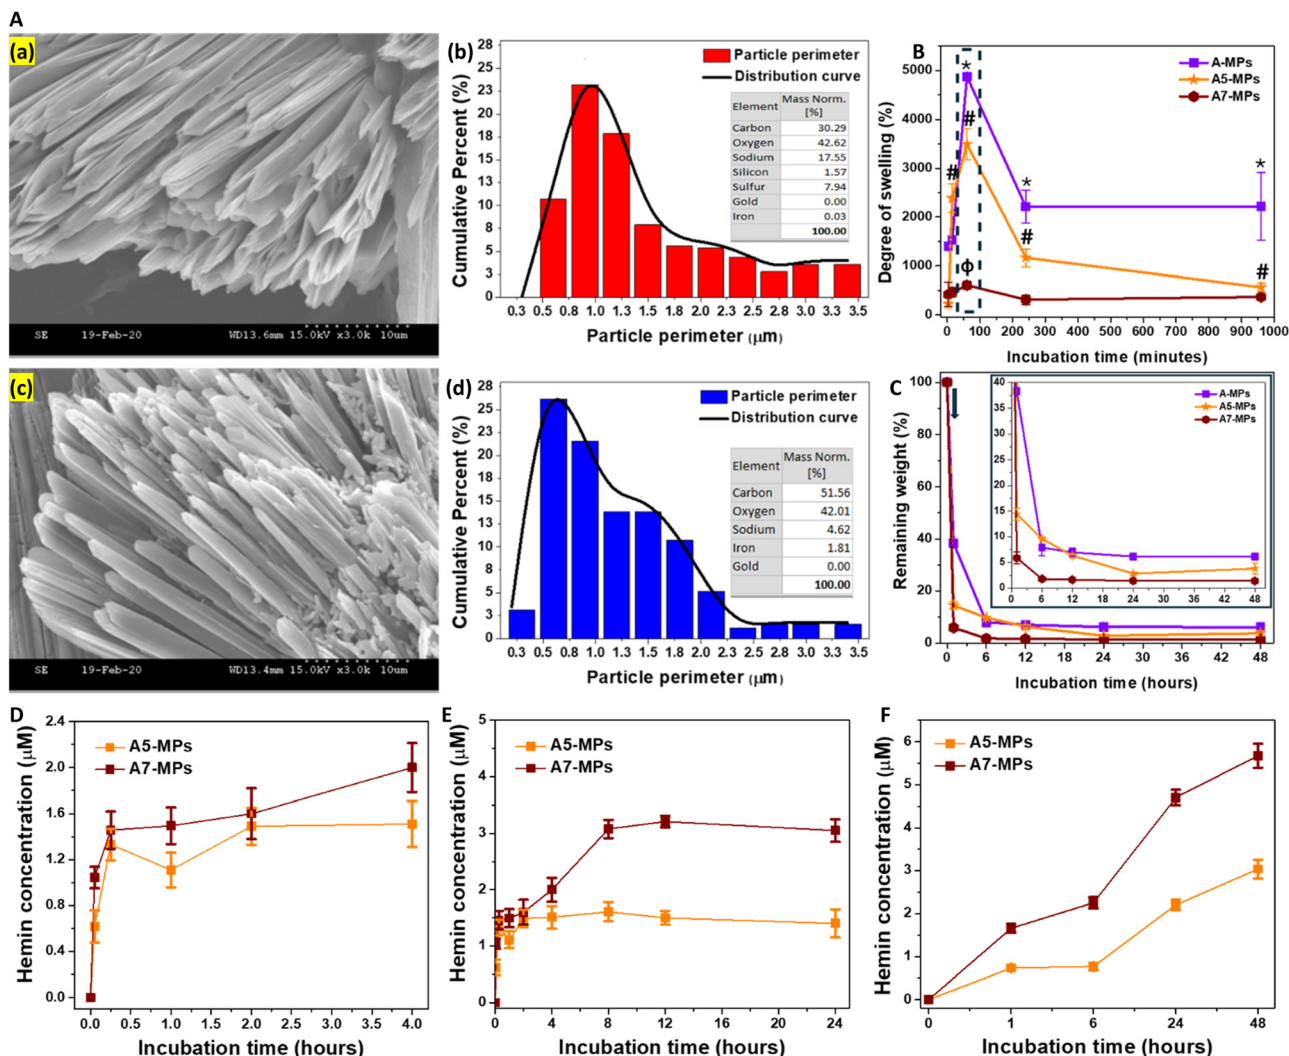 A
(a)
SE 19-Feb-20 WD13.6mm 15.0kV x3.0k 10um
(b)
Particle perimeter
Distribution curve
Element Mass Norm. [%]
Carbon 30.29
Oxygen 42.62
Sodium 17.55
Silicon 1.57
Sulfur 7.94
Gold 0.00
Iron 0.03
100.00
Cumulative Percent (%)
28
25
23
20
18
15
13
10
8
5
3
0
0.3 0.5 0.8 1.0 1.3 1.5 1.8 2.0 2.3 2.5 2.8 3.0 3.3 3.5
Particle perimeter (μm)
B
A-MPs
A5-MPs
A7-MPs
Degree of swelling (%)
5000
4000
3000
2000
1000
0
* # # Φ * # * #
0 100 200 300 400 500 600 700 800 900 1000
Incubation time (minutes)
(c)
SE 19-Feb-20 WD13.4mm 15.0kV x3.0k 10um
(d)
Particle perimeter
Distribution curve
Element Mass Norm. [%]
Carbon 51.56
Oxygen 42.01
Sodium 4.62
Iron 1.81
Gold 0.00
100.00
Cumulative Percent (%)
28
25
23
20
18
15
13
10
8
5
3
0
0.3 0.5 0.8 1.0 1.3 1.5 1.8 2.0 2.3 2.5 2.8 3.0 3.3 3.5
Particle perimeter (μm)
C
Remaining weight (%)
100
80
60
40
20
0
0 6 12 18 24 30 36 42 48
Incubation time (hours)
A-MPs
A5-MPs
A7-MPs
40
35
30
25
20
15
10
5
0
0 6 12 18 24 30 36 42 48
D
A5-MPs
A7-MPs
Hemin concentration (μM)
2.4
2.0
1.6
1.2
0.8
0.4
0.0
0.0 0.5 1.0 1.5 2.0 2.5 3.0 3.5 4.0
Incubation time (hours)
E
A5-MPs
A7-MPs
Hemin concentration (μM)
5
4
3
2
1
0
0 4 8 12 16 20 24
Incubation time (hours)
F
A5-MPs
A7-MPs
Hemin concentration (μM)
6
5
4
3
2
1
0
0 1 6 24 48
Incubation time (hours)